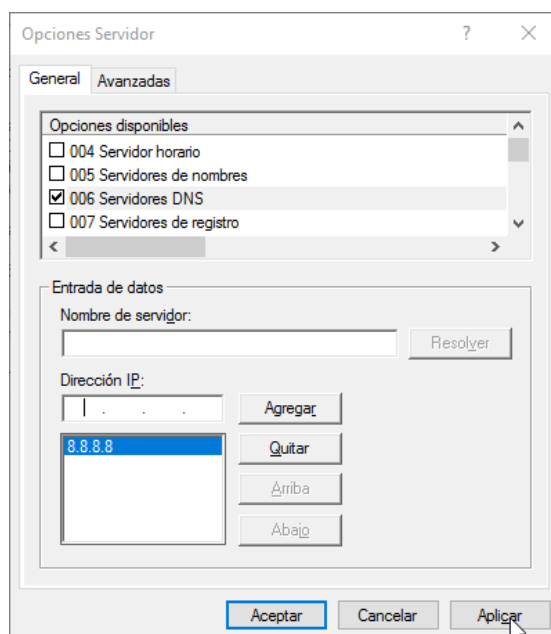 Opciones Servidor
General Avanzadas
Opciones disponibles
004 Servidor horario
005 Servidores de nombres
006 Servidores DNS
007 Servidores de registro
Entrada de datos
Nombre de servidor:
Resolver
Dirección IP:
. . . Agregar
8.8.8.8 Quitar
Arriba
Abajo
Aceptar Cancelar Aplicar